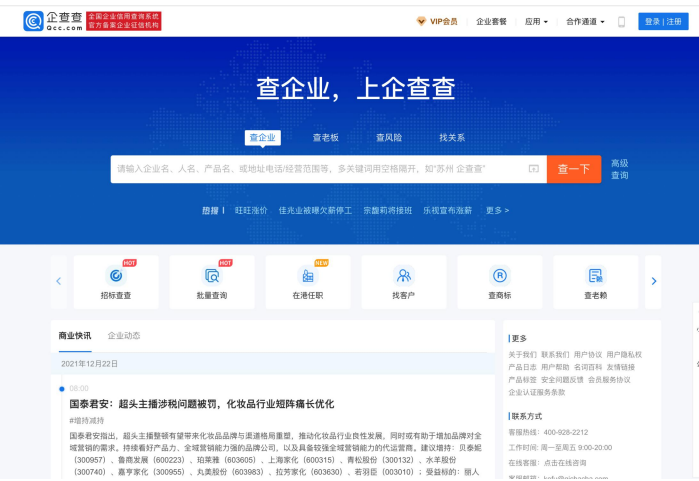 企查查
Qcc.com
全国企业信用查询系统
官方备案企业征信机构
VIP会员
企业套餐
应用
合作通道
登录 | 注册
查企业，上企查查
查企业
查老板
查风险
找关系
请输入企业名、人名、产品名、或地址电话/经营范围等，多关键词用空格隔开，如“苏州 企查查”
查一下
高级
查询
热搜
旺旺涨价
佳兆业被曝欠薪停工
宗馥莉将接班
乐视宣布涨薪
更多 >
HOT
HOT
NEW
招标查查
批量查询
在港任职
找客户
查商标
查老赖
商业快讯
企业动态
2021年12月22日
08:00
国泰君安：超头主播涉税问题被罚，化妆品行业短阵痛长优化
#增持减持
国泰君安指出，超头主播整顿有望带来化妆品品牌与渠道格局重塑，推动化妆品行业良性发展，同时或有助于增加品牌对全
域营销的需求。持续看好产品力、全域营销能力强的品牌公司，以及具备较强全域营销能力的代运营商。建议增持：贝泰妮
（300957）、鲁商发展（600223）、珀莱雅（603605）、上海家化（600315）、青松股份（300132）、水羊股份
（300740）、嘉亨家化（300955）、丸美股份（603983）、拉芳家化（603630）、若羽臣（003010）；受益标的：丽人
更多
关于我们 联系我们 用户协议 用户隐私权
产品日志 用户帮助 名词百科 友情链接
产品标签 安全问题反馈 会员服务协议
企业认证服务条款
联系方式
客服热线：400-928-2212
工作时间：周一至周五 9:00-20:00
在线客服：点击在线咨询